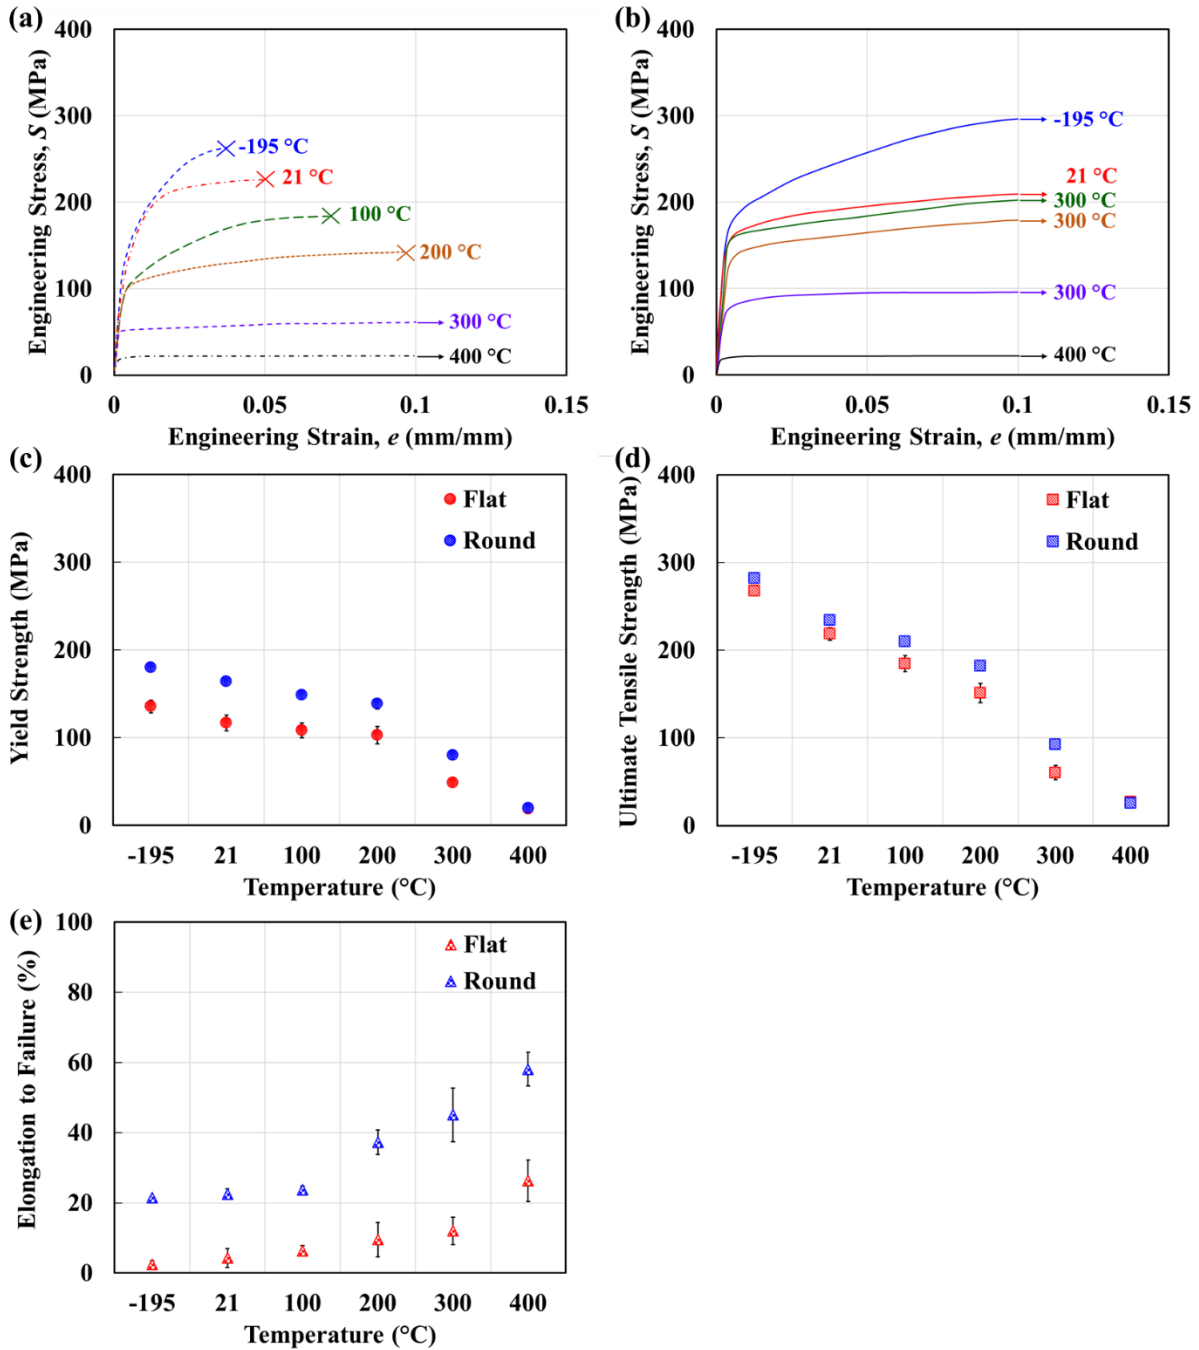 (a)
400
300
200
100
0
Engineering Stress, S (MPa)
-195 °C
21 °C
100 °C
200 °C
300 °C
400 °C
0 0.05 0.1 0.15
Engineering Strain, e (mm/mm)
(b)
400
300
200
100
0
Engineering Stress, S (MPa)
-195 °C
21 °C
300 °C
300 °C
300 °C
400 °C
0 0.05 0.1 0.15
Engineering Strain, e (mm/mm)
(c)
400
300
200
100
0
Yield Strength (MPa)
Flat
Round
-195 21 100 200 300 400
Temperature (°C)
(d)
400
300
200
100
0
Ultimate Tensile Strength (MPa)
Flat
Round
-195 21 100 200 300 400
Temperature (°C)
(e)
100
80
60
40
20
0
Elongation to Failure (%)
Flat
Round
-195 21 100 200 300 400
Temperature (°C)